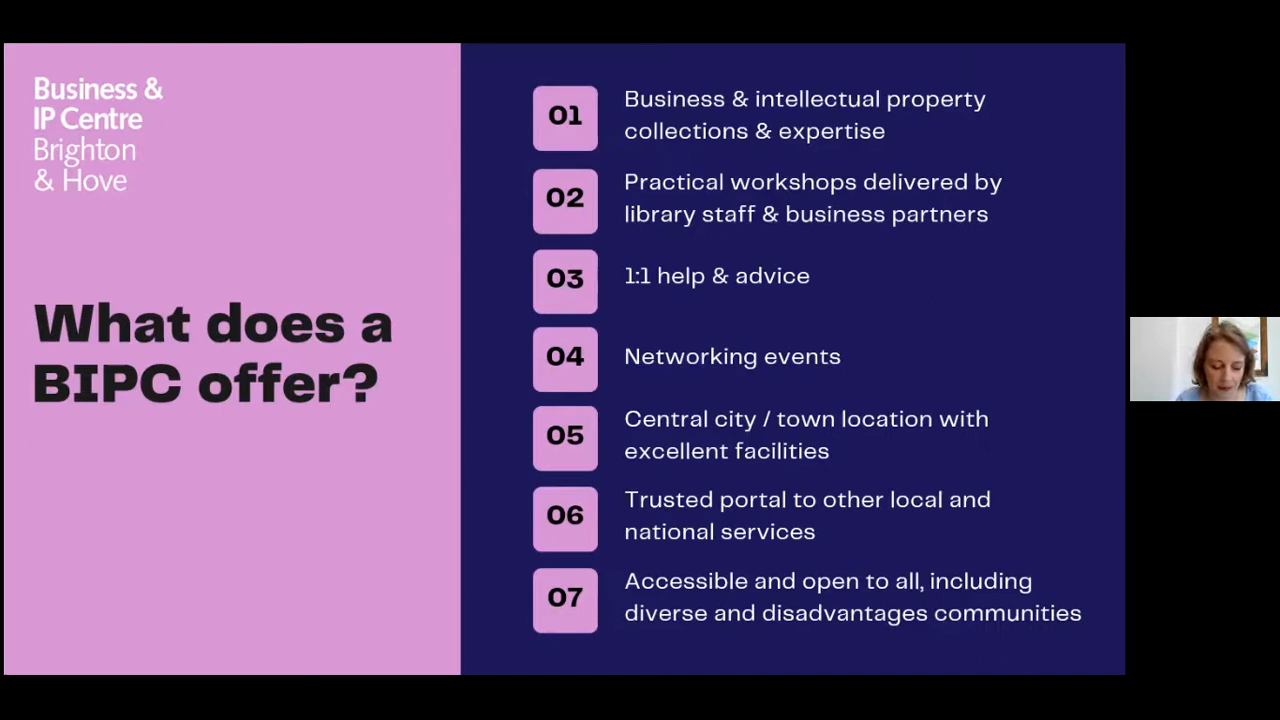 Business &
IP Centre
Brighton
& Hove
What does a
BIPC offer?
01
Business & intellectual property
collections & expertise
02
Practical workshops delivered by
library staff & business partners
03
1:1 help & advice
04
Networking events
05
Central city / town location with
excellent facilities
06
Trusted portal to other local and
national services
07
Accessible and open to all, including
diverse and disadvantages communities